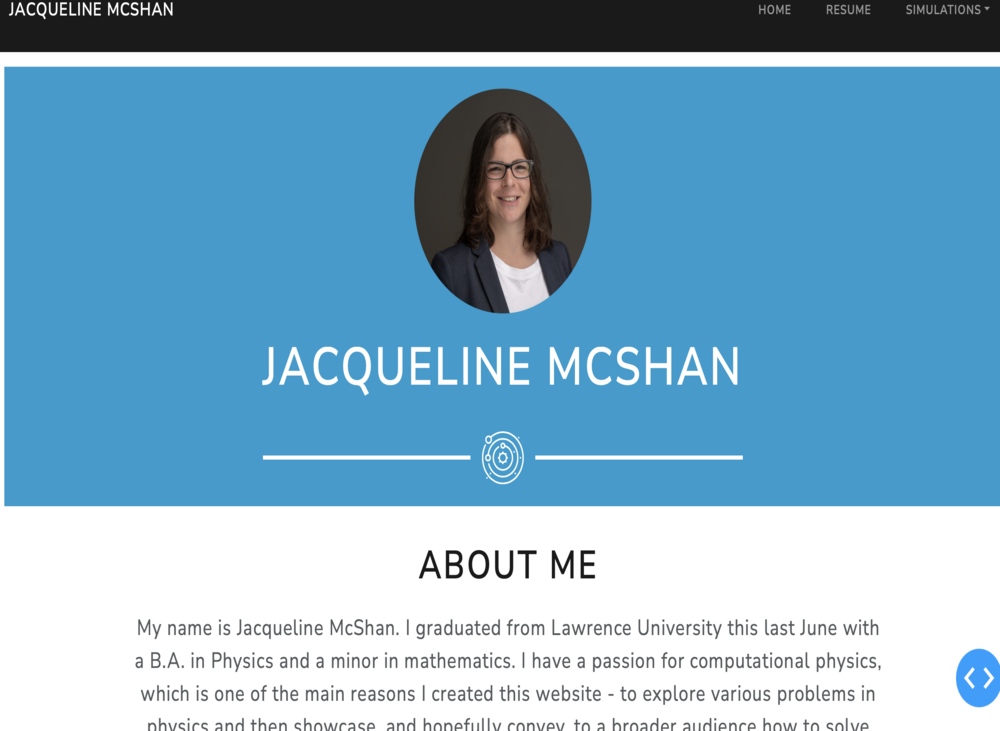 JACQUELINE MCSHAN
HOME RESUME SIMULATIONS
JACQUELINE MCSHAN
ABOUT ME
My name is Jacqueline McShan. I graduated from Lawrence University this last June with
a B.A. in Physics and a minor in mathematics. I have a passion for computational physics,
which is one of the main reasons I created this website - to explore various problems in
physics and then showcase, and hopefully convey, to a broader audience how to solve